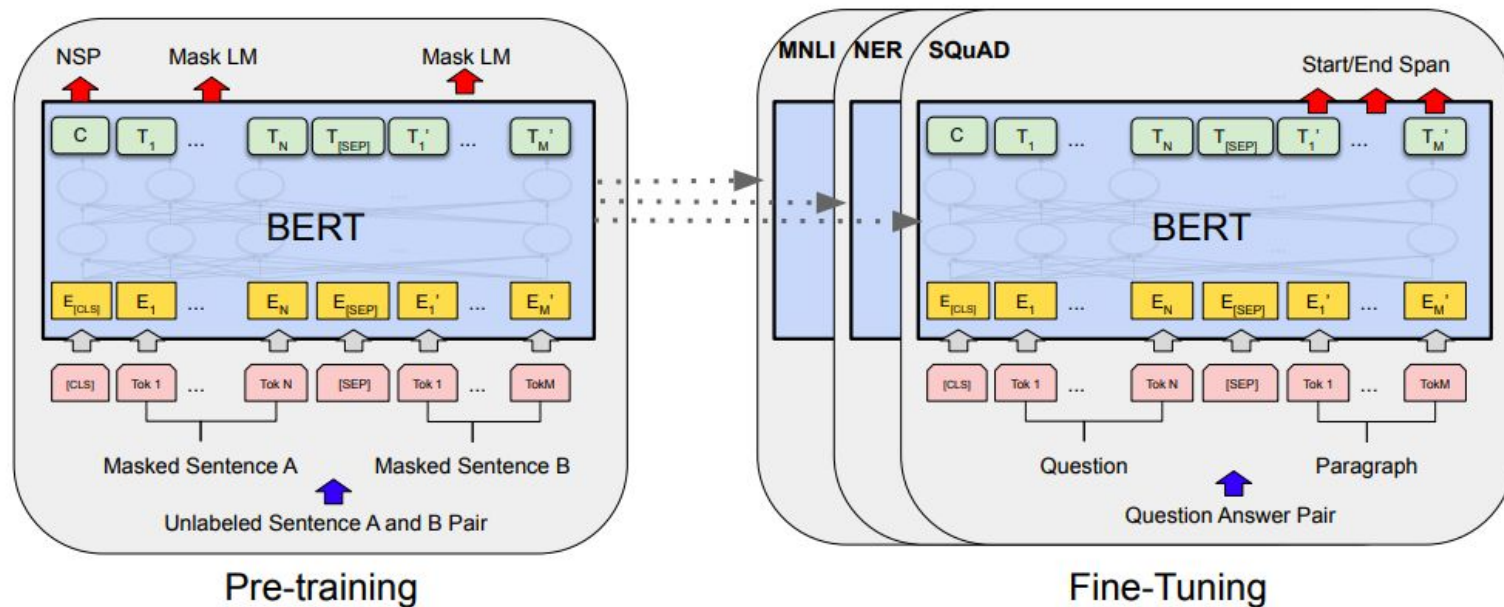 NSP Mask LM Mask LM
C T1 ... TN T[SEP] T1' ... TM'
BERT
E[CLS] E1 ... EN E[SEP] E1' ... EM'
[CLS] Tok 1 ... Tok N [SEP] Tok 1 ... TokM
Masked Sentence A Masked Sentence B
Unlabeled Sentence A and B Pair
Pre-training
MNLI NER SQuAD
Start/End Span
C T1 ... TN T[SEP] T1' ... TM'
BERT
E[CLS] E1 ... EN E[SEP] E1' ... EM'
[CLS] Tok 1 ... Tok N [SEP] Tok 1 ... TokM
Question Paragraph
Question Answer Pair
Fine-Tuning